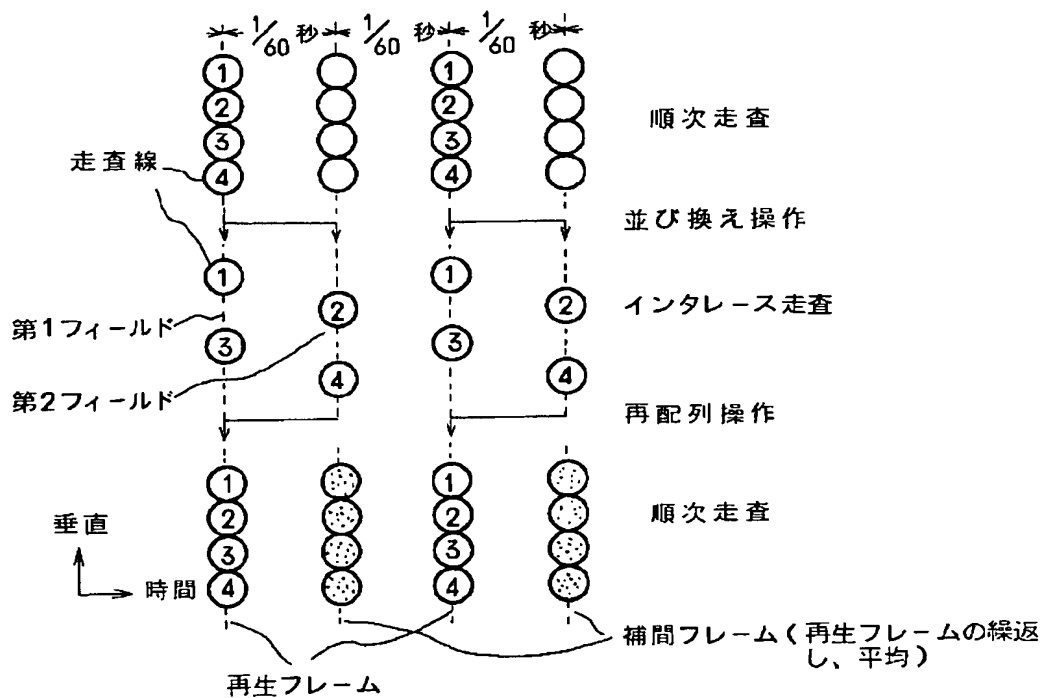 1/60 秒 1/60 秒 1/60 秒
① ①
② ②
③ ③
④ ④
順次走査
走査線
並び換え操作
① ①
② ②
インタレース走査
第1フィールド
③ ③
④ ④
第2フィールド
再配列操作
① ①
② ②
③ ③
④ ④
順次走査
垂直
時間
補間フレーム(再生フレームの繰返
し、平均)
再生フレーム